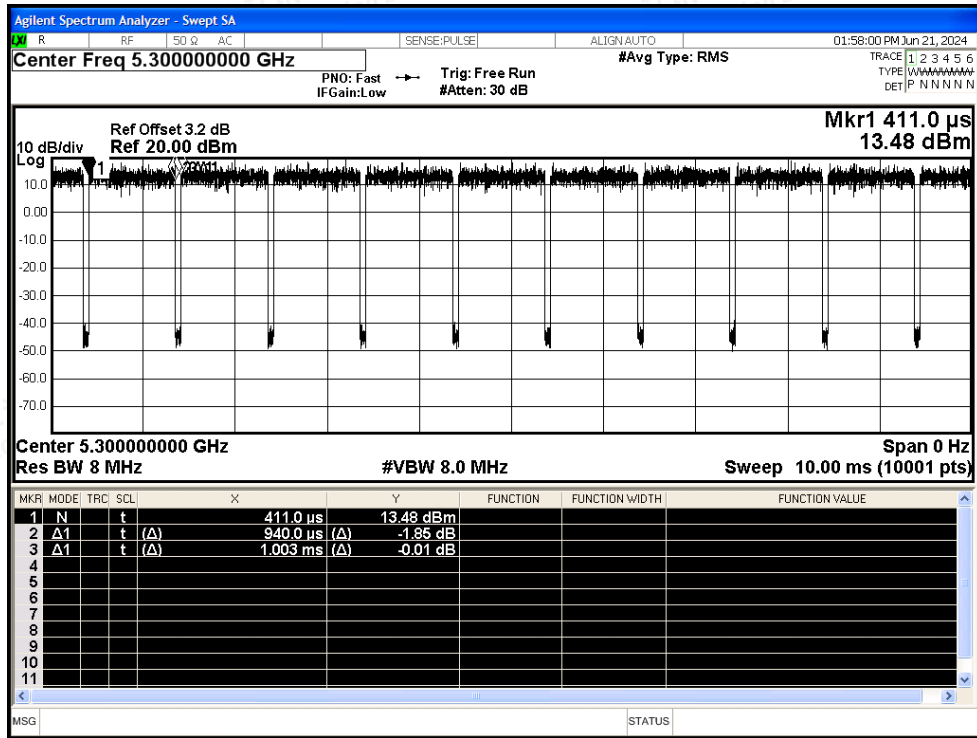 Agilent Spectrum Analyzer - Swept SA
LXI R RF 50 Ω AC SENSE:PULSE ALIGN AUTO 01:58:00 PM Jun 21, 2024
Center Freq 5.300000000 GHz #Avg Type: RMS TRACE 1 2 3 4 5 6
PNO: Fast Trig: Free Run TYPE
IFGain:Low #Atten: 30 dB DET P N N N N N
Mkr1 411.0 µs
Ref Offset 3.2 dB
10 dB/div Ref 20.00 dBm 13.48 dBm
Log
1
10.0
0.00
-10.0
-20.0
-30.0
-40.0
-50.0
-60.0
-70.0
Center 5.300000000 GHz Span 0 Hz
Res BW 8 MHz #VBW 8.0 MHz Sweep 10.00 ms (10001 pts)
MKR MODE TRC SCL X Y FUNCTION FUNCTION WIDTH FUNCTION VALUE
1 N t 411.0 µs 13.48 dBm
2 Δ1 t (Δ) 940.0 µs (Δ) -1.85 dB
3 Δ1 t (Δ) 1.003 ms (Δ) -0.01 dB
4
5
6
7
8
9
10
11
MSG STATUS